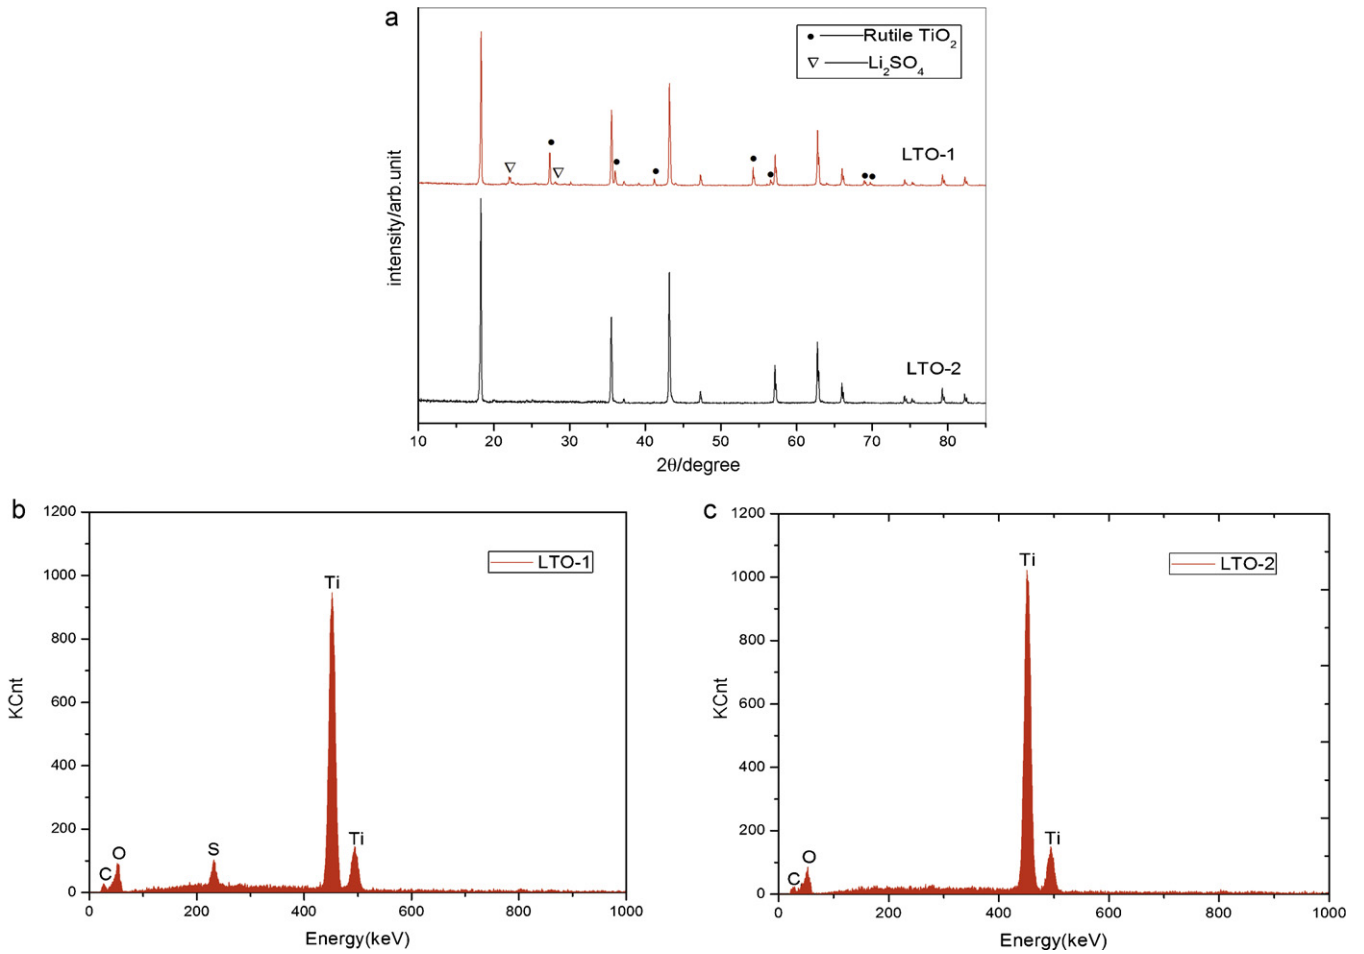 a
● —— Rutile TiO₂
▽ —— Li₂SO₄
LTO-1
LTO-2
intensity/arb.unit
10 20 30 40 50 60 70 80
2θ/degree
b
1200
1000
800
600
400
200
0
KCnt
LTO-1
Ti
Ti
S
O
C
0 200 400 600 800 1000
Energy(keV)
c
1200
1000
800
600
400
200
0
KCnt
LTO-2
Ti
Ti
O
C
0 200 400 600 800 1000
Energy(keV)